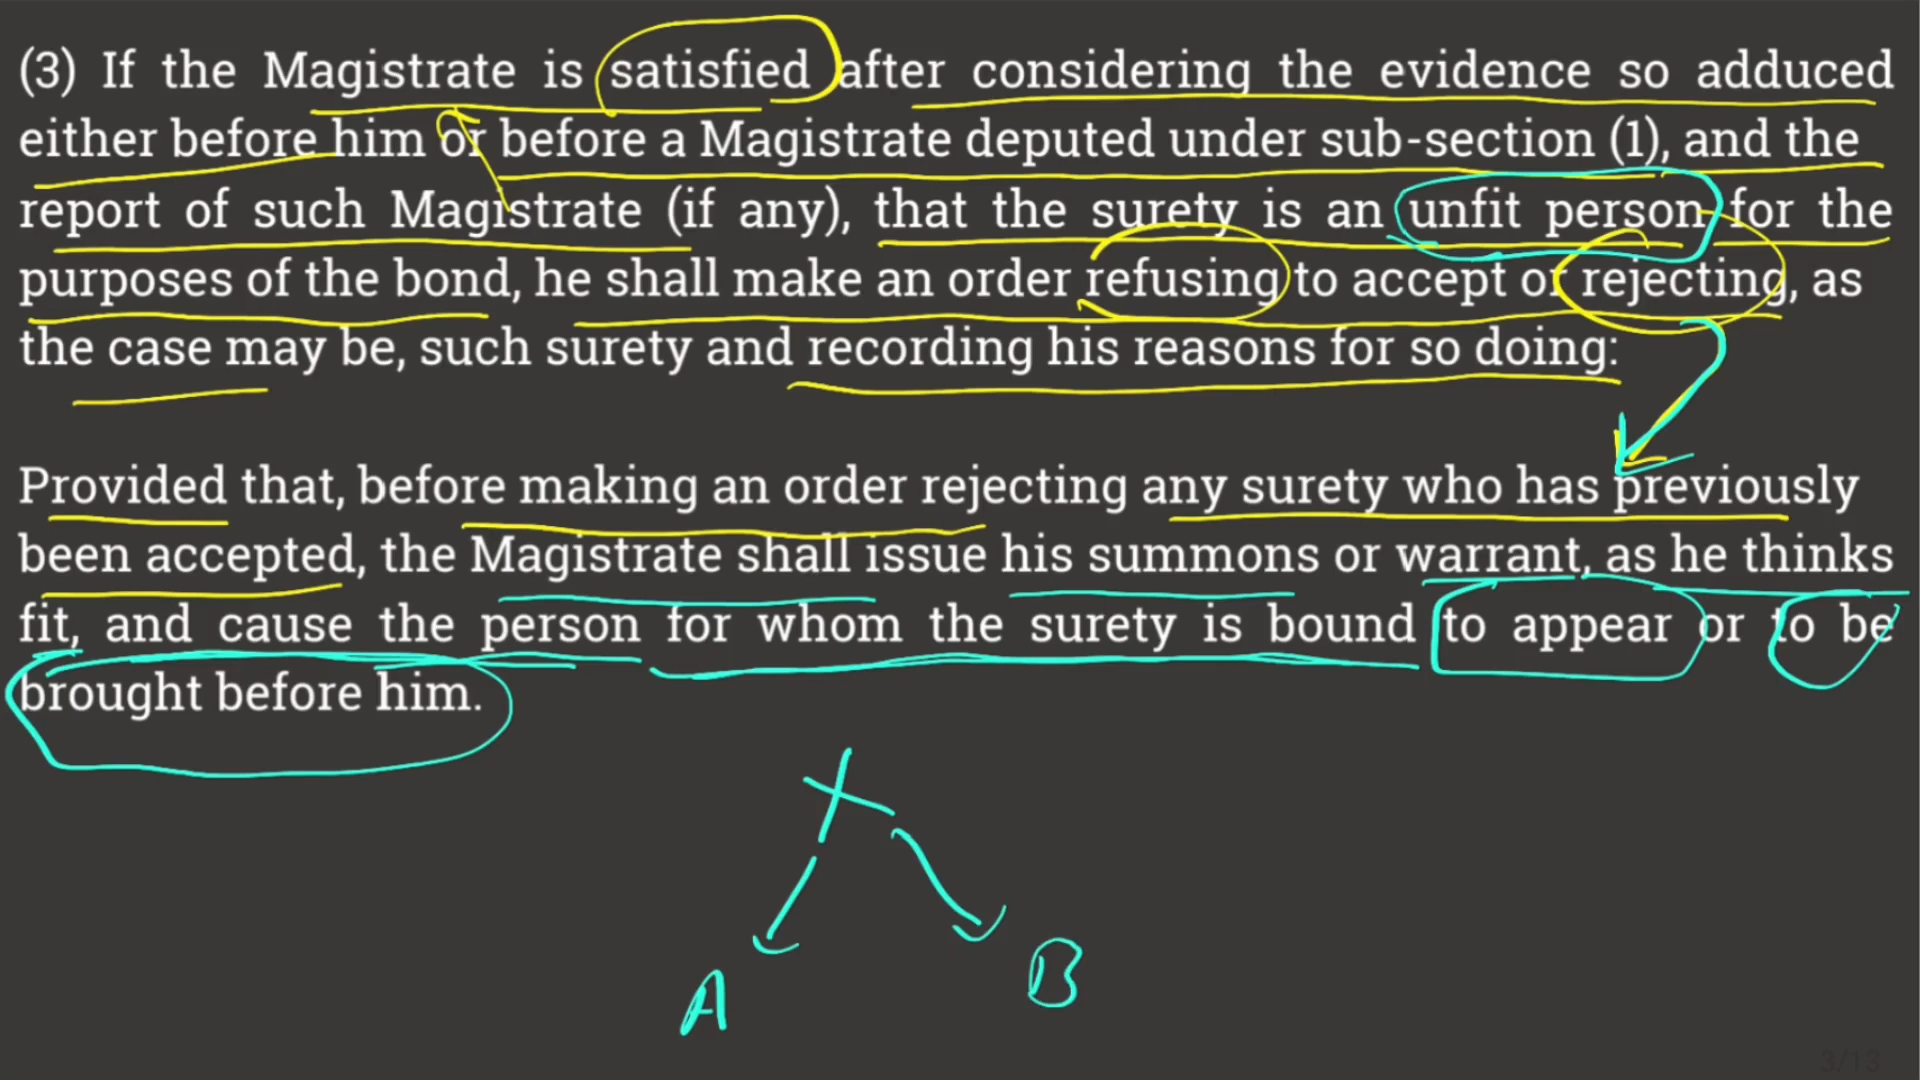 (3) If the Magistrate is satisfied after considering the evidence so adduced
either before him or before a Magistrate deputed under sub-section (1), and the
report of such Magistrate (if any), that the surety is an unfit person for the
purposes of the bond, he shall make an order refusing to accept or rejecting, as
the case may be, such surety and recording his reasons for so doing:
Provided that, before making an order rejecting any surety who has previously
been accepted, the Magistrate shall issue his summons or warrant, as he thinks
fit, and cause the person for whom the surety is bound to appear or to be
brought before him.
X
A B
3/13